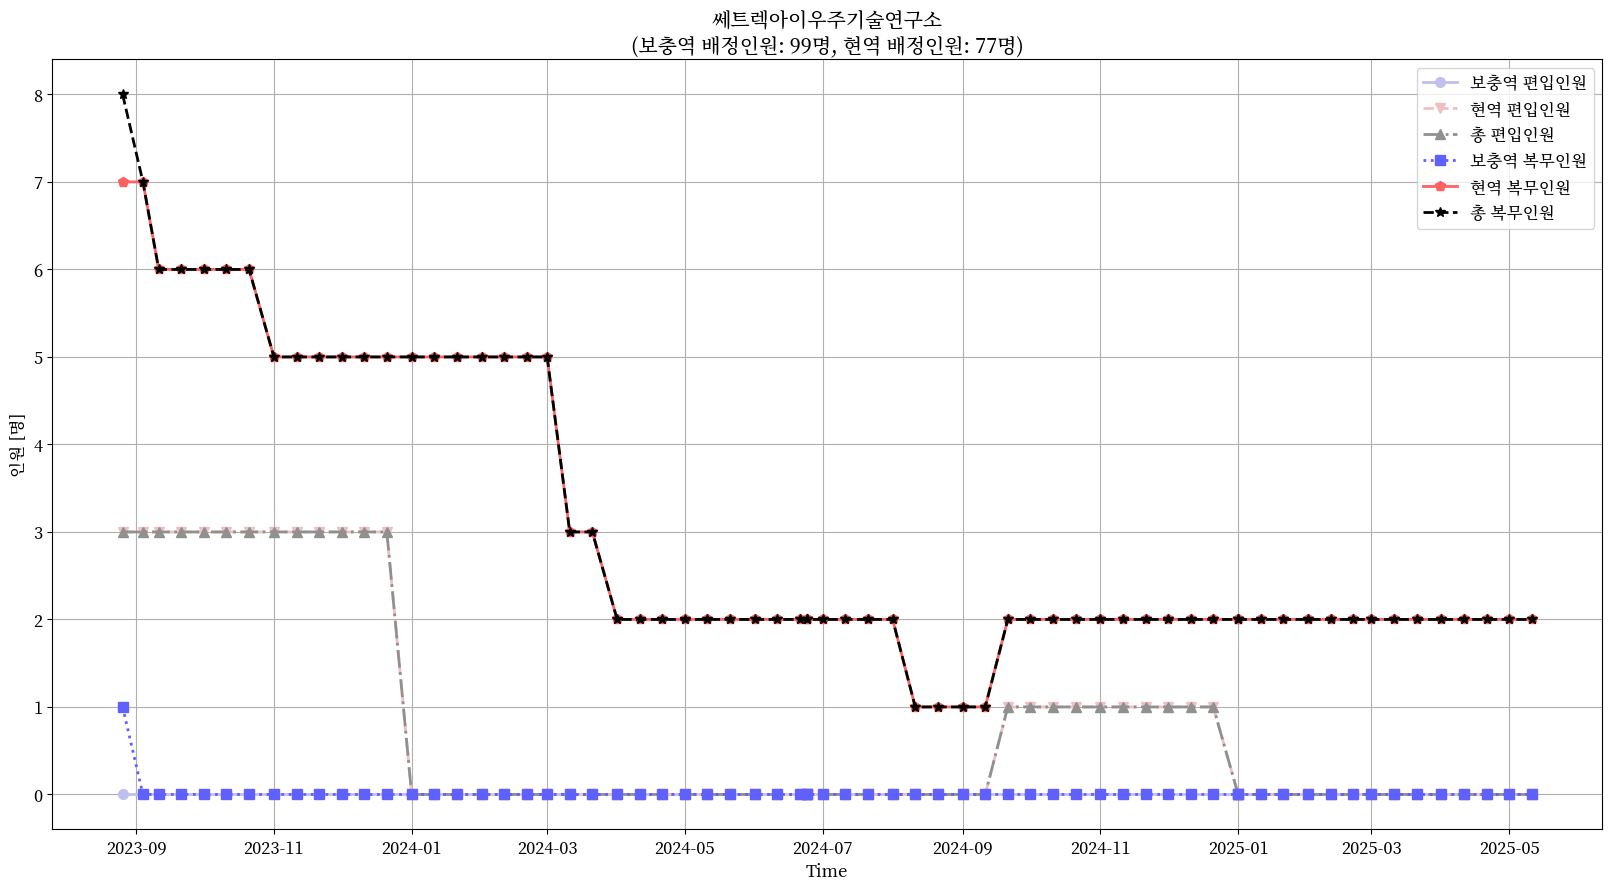 쎄트렉아이우주기술연구소
(보충역 배정인원: 99명, 현역 배정인원: 77명)
보충역 편입인원
현역 편입인원
총 편입인원
보충역 복무인원
현역 복무인원
총 복무인원
인원 [명]
8
7
6
5
4
3
2
1
0
2023-09
2023-11
2024-01
2024-03
2024-05
2024-07
2024-09
2024-11
2025-01
2025-03
2025-05
Time